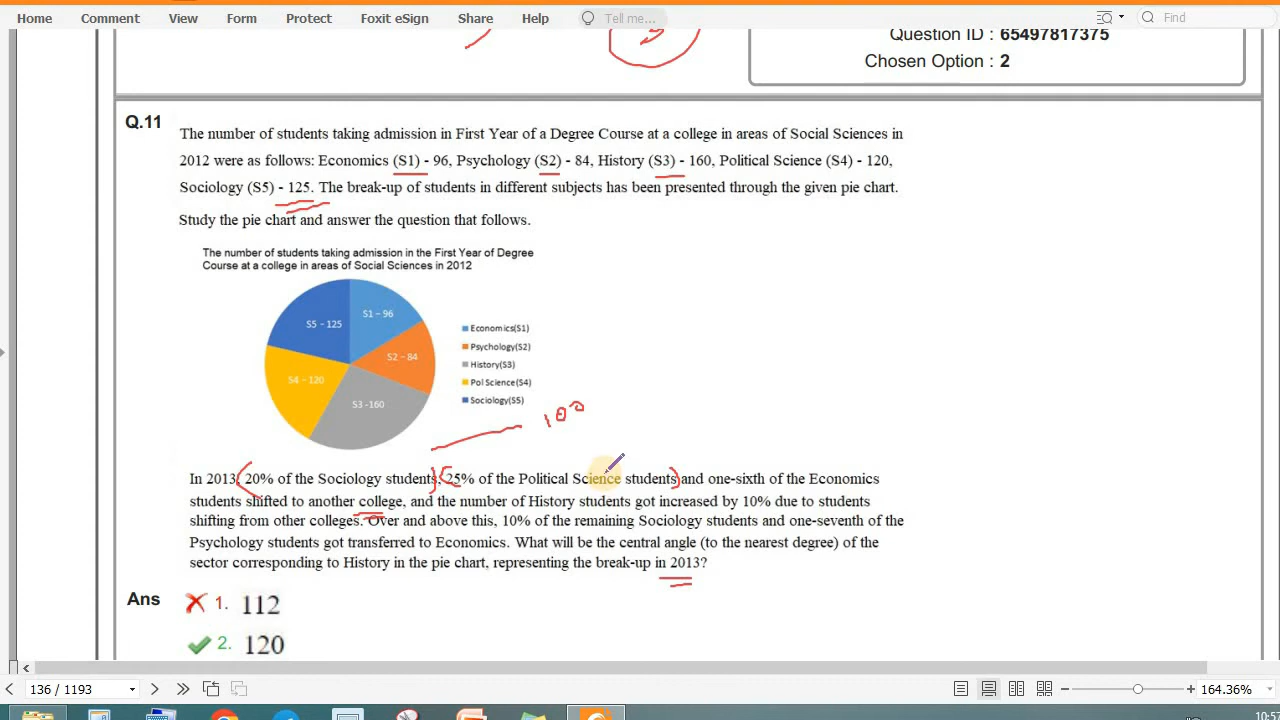 Home Comment View Form Protect Foxit eSign Share Help Tell me... Find
Question ID : 65497817375
Chosen Option : 2
Q.11
The number of students taking admission in First Year of a Degree Course at a college in areas of Social Sciences in
2012 were as follows: Economics (S1) - 96, Psychology (S2) - 84, History (S3) - 160, Political Science (S4) - 120,
Sociology (S5) - 125. The break-up of students in different subjects has been presented through the given pie chart.
Study the pie chart and answer the question that follows.
The number of students taking admission in the First Year of Degree
Course at a college in areas of Social Sciences in 2012
S1 – 96
S5 - 125
S2 – 84
S4 – 120
S3 -160
Economics(S1)
Psychology(S2)
History(S3)
Pol Science(S4)
Sociology(S5)
100
In 2013, 20% of the Sociology students, 25% of the Political Science students and one-sixth of the Economics
students shifted to another college, and the number of History students got increased by 10% due to students
shifting from other colleges. Over and above this, 10% of the remaining Sociology students and one-seventh of the
Psychology students got transferred to Economics. What will be the central angle (to the nearest degree) of the
sector corresponding to History in the pie chart, representing the break-up in 2013?
Ans
1. 112
2. 120
136 / 1193
164.36%